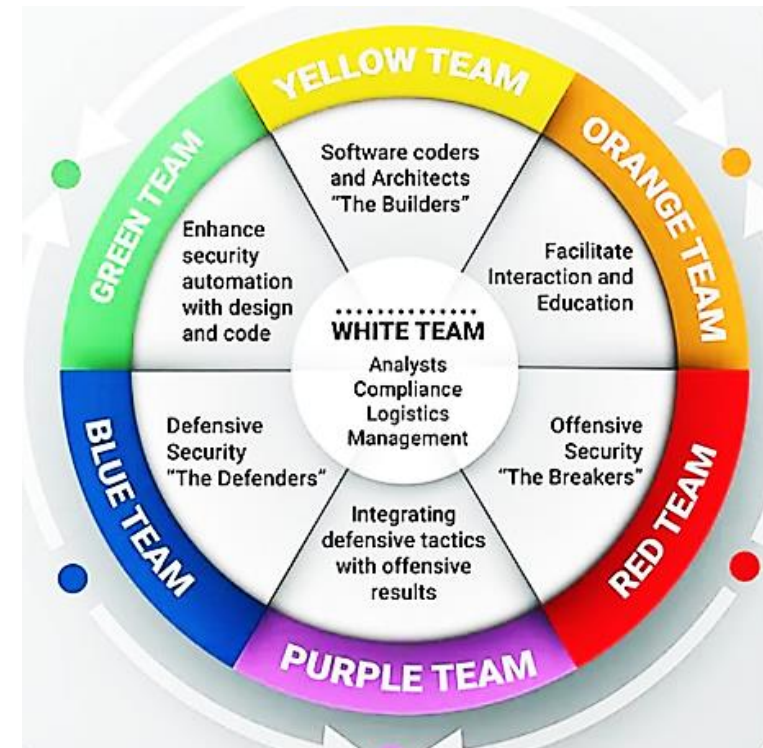 YELLOW TEAM
Software coders
and Architects
"The Builders"
ORANGE TEAM
Facilitate
Interaction and
Education
RED TEAM
Offensive
Security
"The Breakers"
PURPLE TEAM
Integrating
defensive tactics
with offensive
results
BLUE TEAM
Defensive
Security
"The Defenders"
GREEN TEAM
Enhance
security
automation
with design
and code
WHITE TEAM
Analysts
Compliance
Logistics
Management